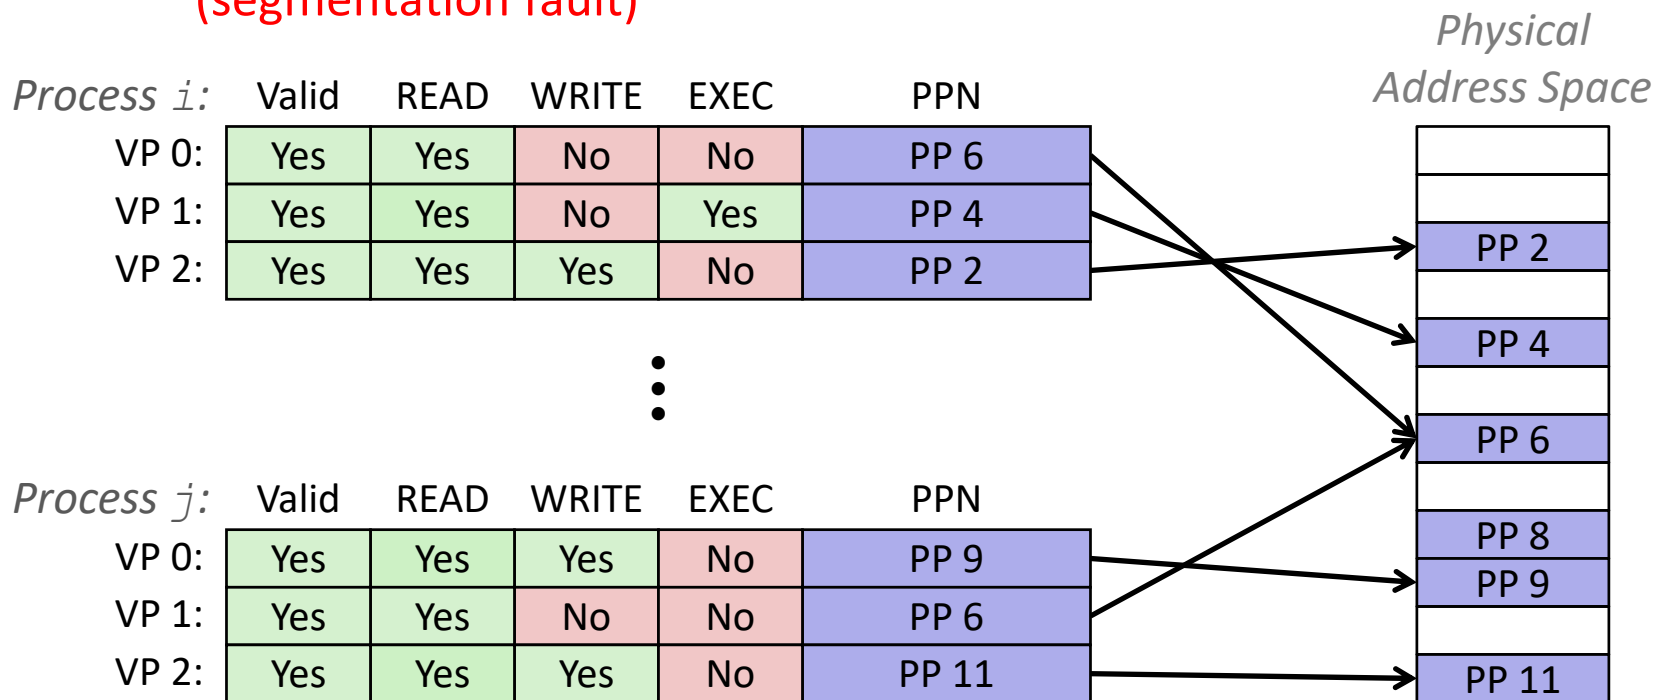 (segmentation fault)
Physical
Address Space
Process i: Valid READ WRITE EXEC PPN
VP 0: Yes Yes No No PP 6
VP 1: Yes Yes No Yes PP 4
VP 2: Yes Yes Yes No PP 2
PP 2
PP 4
PP 6
Process j: Valid READ WRITE EXEC PPN
VP 0: Yes Yes Yes No PP 9
VP 1: Yes Yes No No PP 6
VP 2: Yes Yes Yes No PP 11
PP 8
PP 9
PP 11